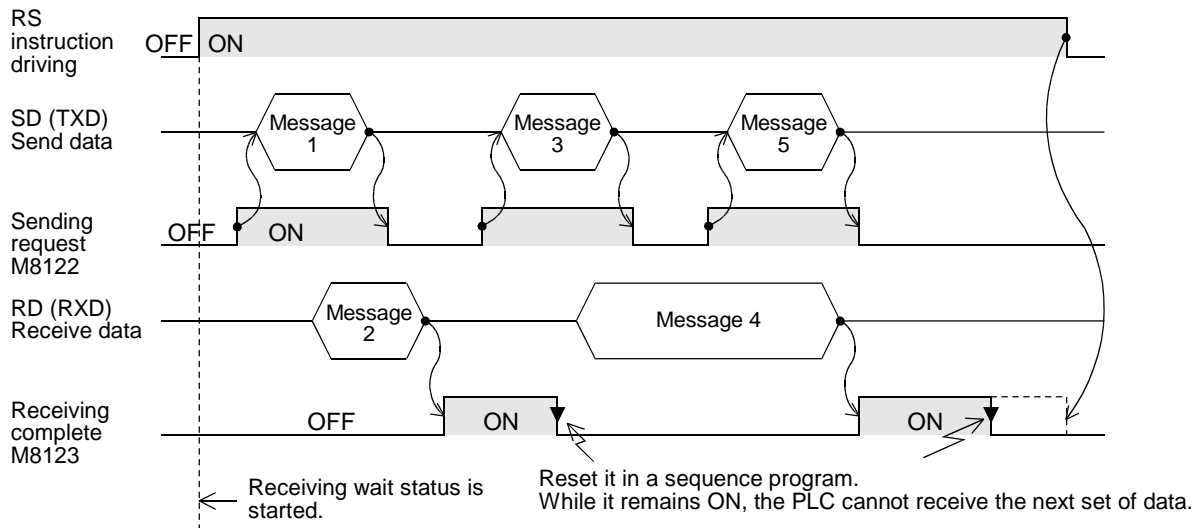 RS
instruction
driving
OFF
ON
SD (TXD)
Send data
Message
1
Message
3
Message
5
Sending
request
M8122
OFF
ON
RD (RXD)
Receive data
Message
2
Message 4
Receiving
complete
M8123
OFF
ON
ON
Receiving wait status is
started.
Reset it in a sequence program.
While it remains ON, the PLC cannot receive the next set of data.